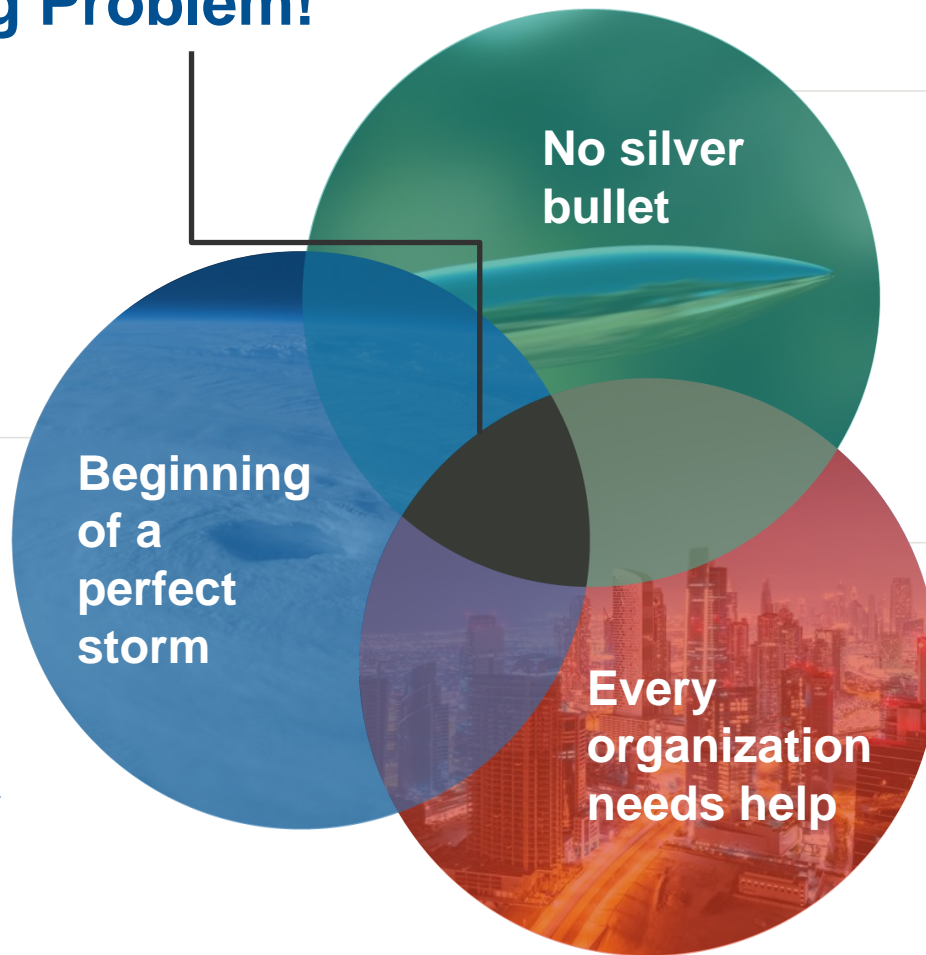 g Problem!
No silver
bullet
Beginning
of a
perfect
storm
Every
organization
needs help